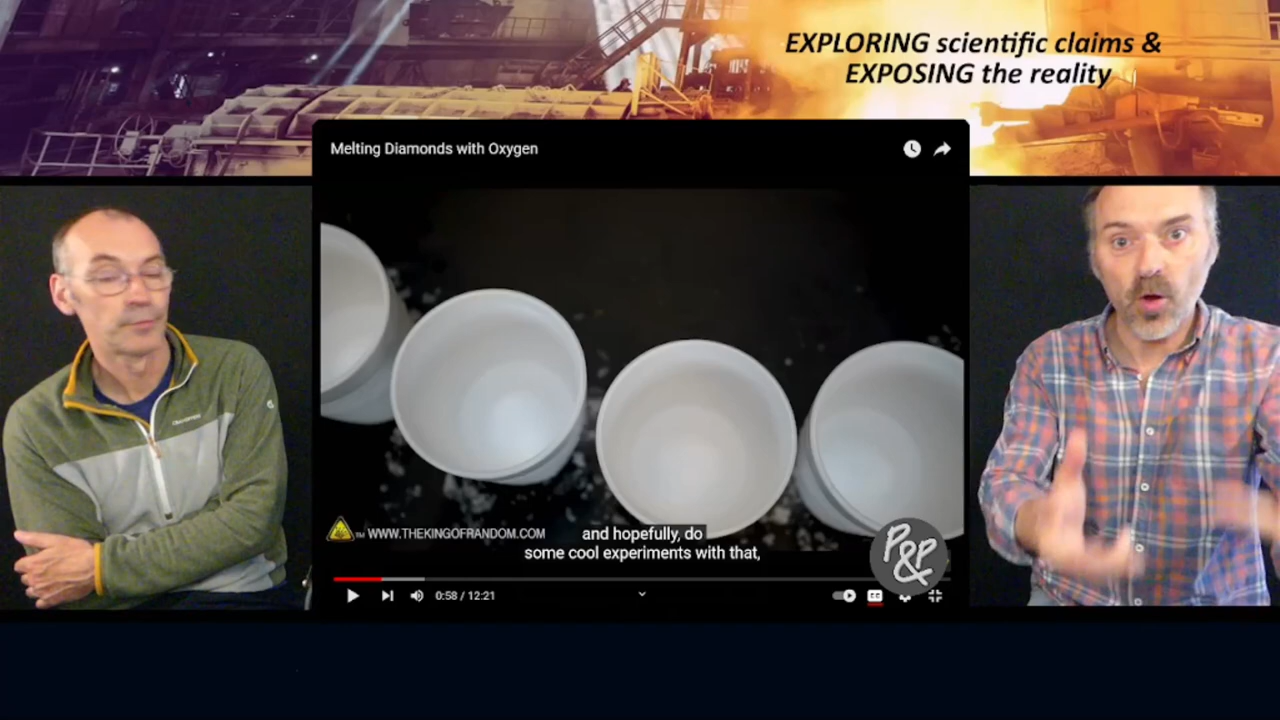 EXPLORING scientific claims &
EXPOSING the reality
Melting Diamonds with Oxygen
WWW.THEKINGOFRANDOM.COM
and hopefully, do
some cool experiments with that,
P&P
0:58 / 12:21
CC